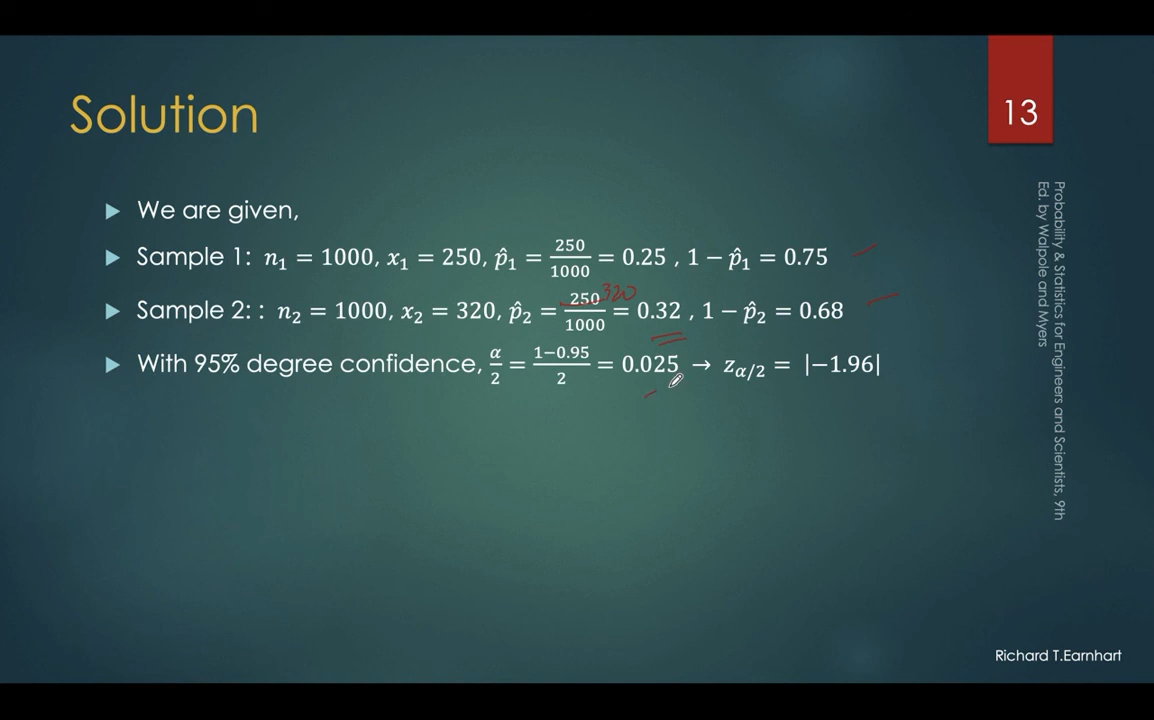 Solution
13
We are given,
Sample 1: n₁ = 1000, x₁ = 250, p̂₁ = 250/1000 = 0.25 , 1 − p̂₁ = 0.75
320
Sample 2: : n₂ = 1000, x₂ = 320, p̂₂ = 250/1000 = 0.32 , 1 − p̂₂ = 0.68
With 95% degree confidence, α/2 = 1−0.95/2 = 0.025 → z_α/2 = |−1.96|
Probability & Statistics for Engineers and Scientists, 9th
Ed. by Walpole and Myers
Richard T.Earnhart